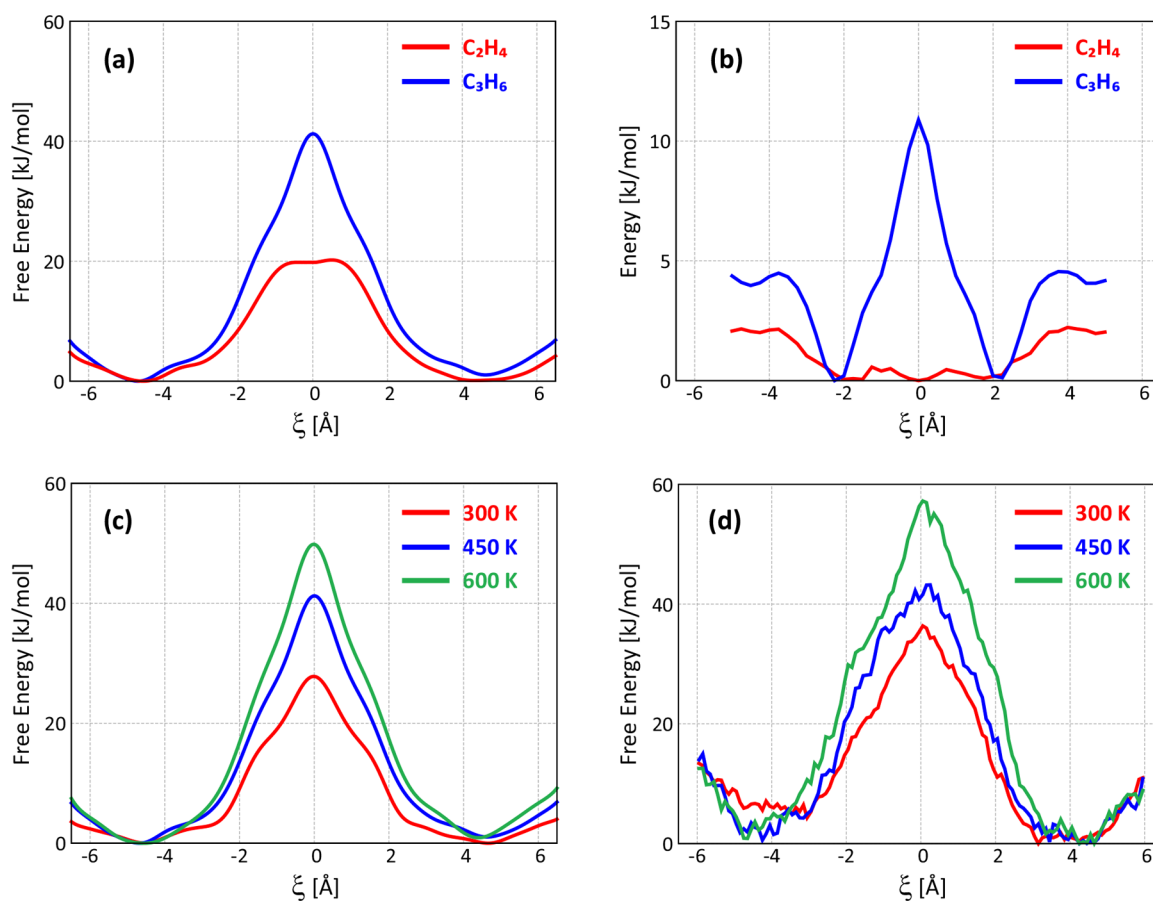 (a)
C₂H₄
C₃H₆
Free Energy [kJ/mol]
60
40
20
0
-6 -4 -2 0 2 4 6
ξ [Å]
(b)
C₂H₄
C₃H₆
Energy [kJ/mol]
15
10
5
0
-6 -4 -2 0 2 4 6
ξ [Å]
(c)
300 K
450 K
600 K
Free Energy [kJ/mol]
60
40
20
0
-6 -4 -2 0 2 4 6
ξ [Å]
(d)
300 K
450 K
600 K
Free Energy [kJ/mol]
60
40
20
0
-6 -4 -2 0 2 4 6
ξ [Å]